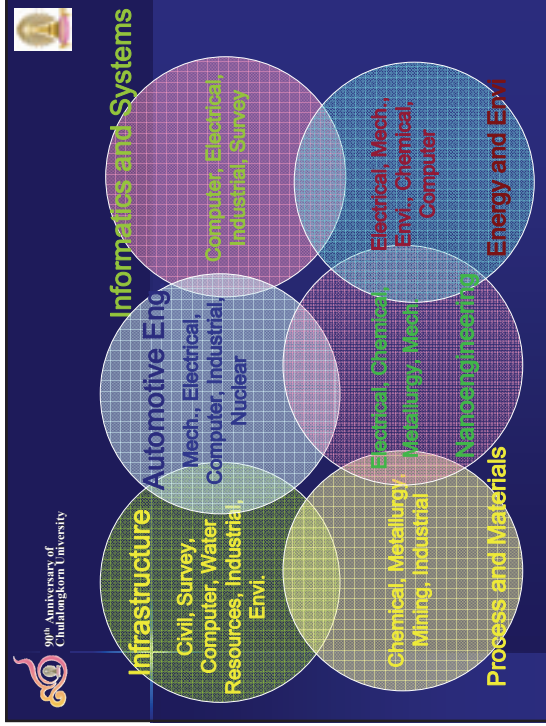 90th Anniversary of
Chulalongkorn University
Infrastructure
Civil, Survey,
Computer, Water
Resources, Industrial,
Envi.
Automotive Eng
Mech., Electrical,
Computer, Industrial,
Nuclear
Informatics and Systems
Computer, Electrical,
Industrial, Survey
Chemical, Metallurgy,
Mining, Industrial
Process and Materials
Electrical, Chemical,
Metallurgy, Mech.
Nanoengineering
Electrical, Mech.,
Envi., Chemical,
Computer
Energy and Envi